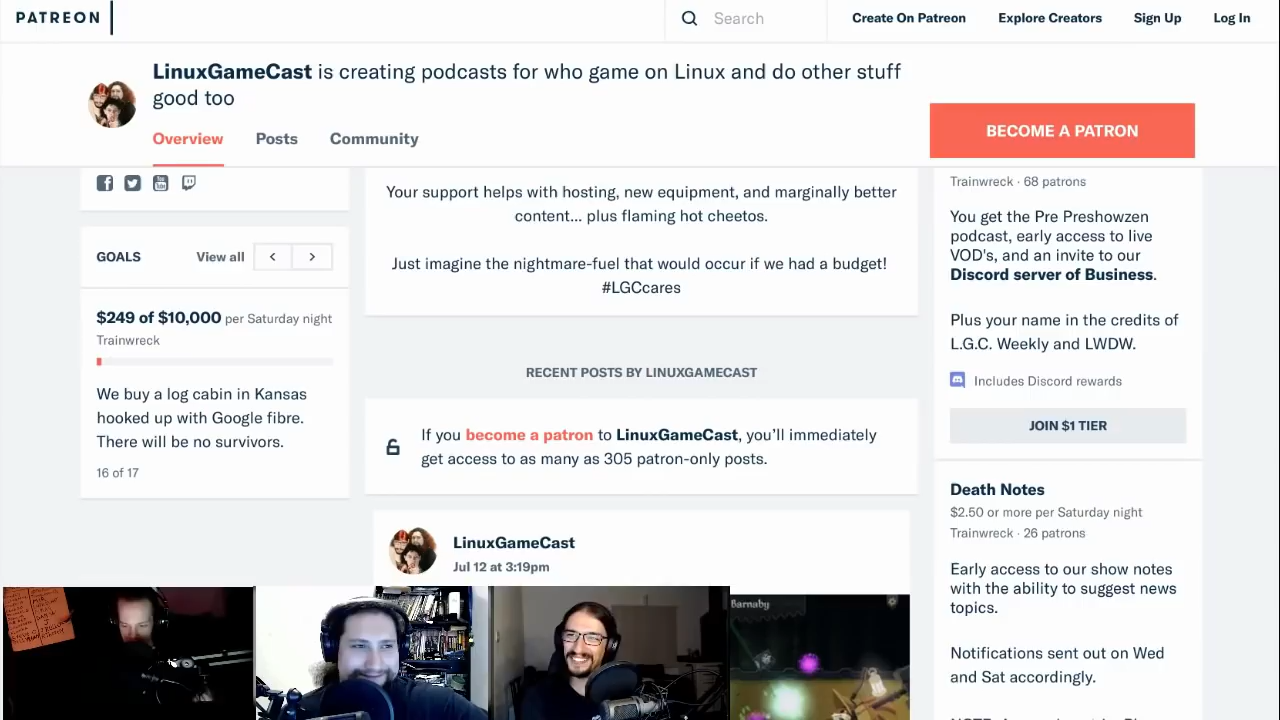 PATREON
Search
Create On Patreon
Explore Creators
Sign Up
Log In
LinuxGameCast is creating podcasts for who game on Linux and do other stuff
good too
Overview
Posts
Community
BECOME A PATRON
GOALS
View all
$249 of $10,000 per Saturday night
Trainwreck
We buy a log cabin in Kansas
hooked up with Google fibre.
There will be no survivors.
16 of 17
Your support helps with hosting, new equipment, and marginally better
content... plus flaming hot cheetos.
Just imagine the nightmare-fuel that would occur if we had a budget!
#LGCcares
RECENT POSTS BY LINUXGAMECAST
If you become a patron to LinuxGameCast, you'll immediately
get access to as many as 305 patron-only posts.
LinuxGameCast
Jul 12 at 3:19pm
Trainwreck · 68 patrons
You get the Pre Preshowzen
podcast, early access to live
VOD's, and an invite to our
Discord server of Business.
Plus your name in the credits of
L.G.C. Weekly and LWDW.
Includes Discord rewards
JOIN $1 TIER
Death Notes
$2.50 or more per Saturday night
Trainwreck · 26 patrons
Early access to our show notes
with the ability to suggest news
topics.
Notifications sent out on Wed
and Sat accordingly.
Barnaby